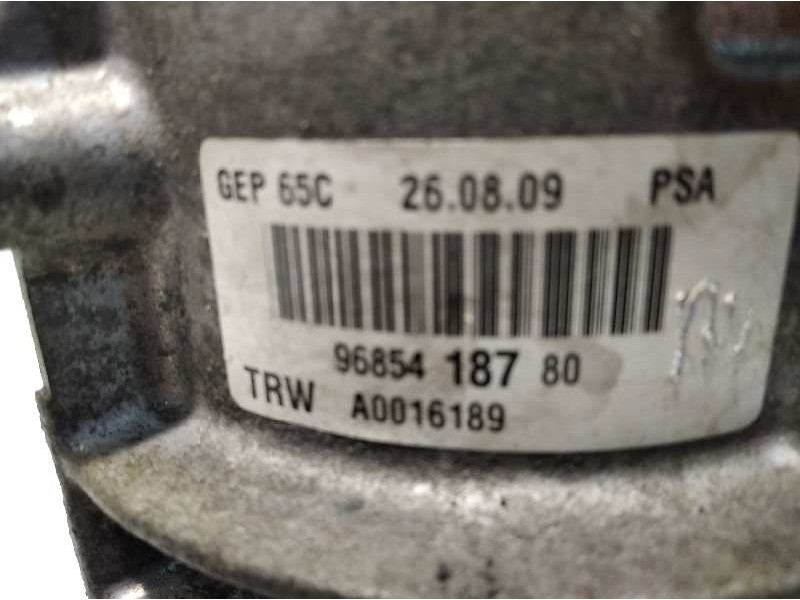 GEP 65C 26.08.09 PSA
96854 187 80
TRW A0016189